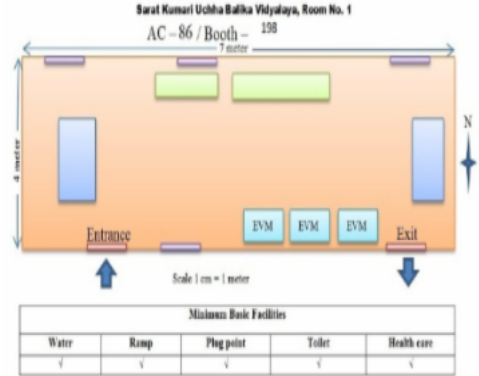 Sarat Kumari Uchha Balika Vidyalaya, Room No. 1
AC – 86 / Booth – 198
7 meter
4 meter
N
EVM EVM EVM
Entrance
Exit
Scale 1 cm = 1 meter
Minimum Basic Facilities
Water Ramp Plug point Toilet Health care
√ √ √ √ √